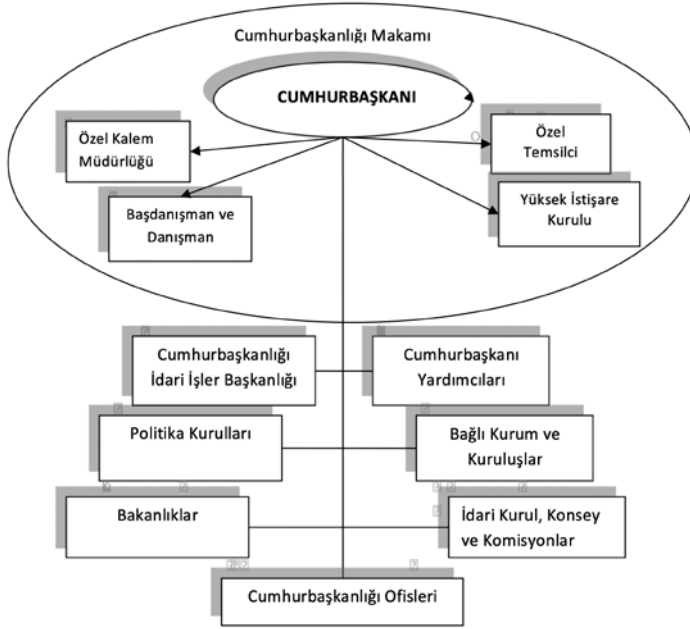 Cumhurbaşkanlığı Makamı
CUMHURBAŞKANI
Özel Kalem
Müdürlüğü
Özel
Temsilci
Başdanışman ve
Danışman
Yüksek İstişare
Kurulu
Cumhurbaşkanlığı
İdari İşler Başkanlığı
Cumhurbaşkanı
Yardımcıları
Politika Kurulları
Bağlı Kurum ve
Kuruluşlar
Bakanlıklar
İdari Kurul, Konsey
ve Komisyonlar
Cumhurbaşkanlığı Ofisleri